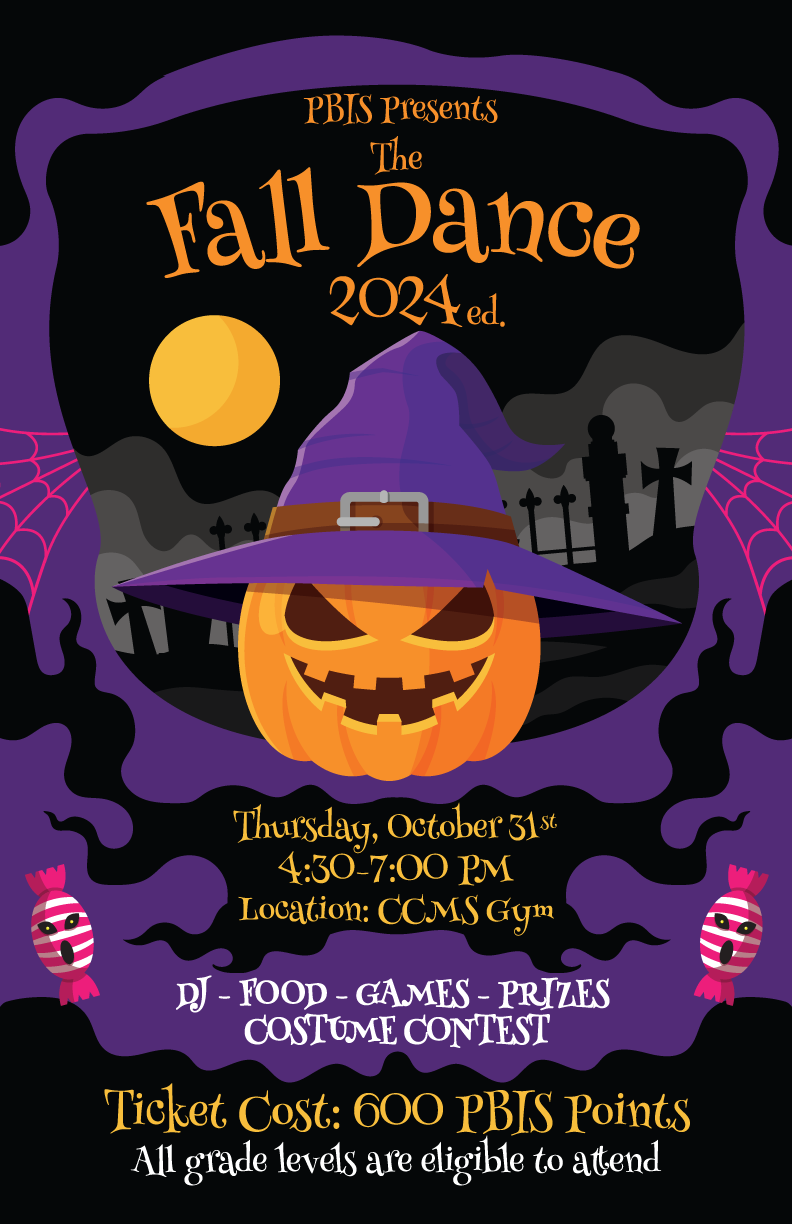 PBIS Presents
The
Fall Dance
2024 ed.
Thursday, October 31st
4:30-7:00 PM
Location: CCMS Gym
DJ - FOOD - GAMES - PRIZES
COSTUME CONTEST
Ticket Cost: 600 PBIS Points
All grade levels are eligible to attend